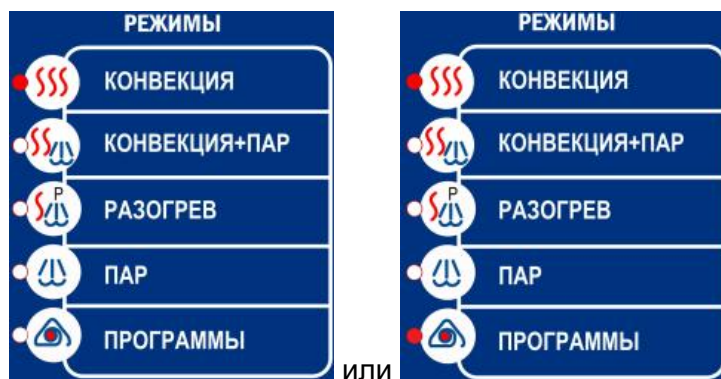 РЕЖИМЫ
КОНВЕКЦИЯ
КОНВЕКЦИЯ+ПАР
P
РАЗОГРЕВ
ПАР
ПРОГРАММЫ
или
РЕЖИМЫ
КОНВЕКЦИЯ
КОНВЕКЦИЯ+ПАР
P
РАЗОГРЕВ
ПАР
ПРОГРАММЫ